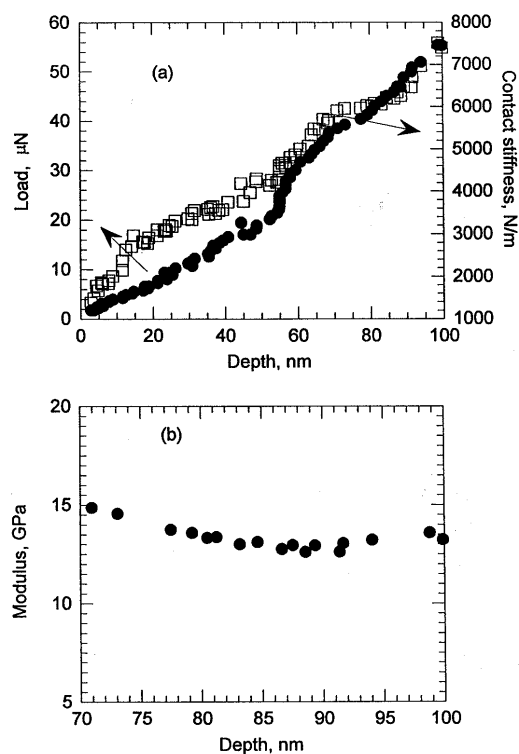 60
50
40
30
20
10
0
Load, μN
(a)
8000
7000
6000
5000
4000
3000
2000
1000
Contact stiffness, N/m
0 20 40 60 80 100
Depth, nm
20
15
10
5
Modulus, GPa
(b)
70 75 80 85 90 95 100
Depth, nm